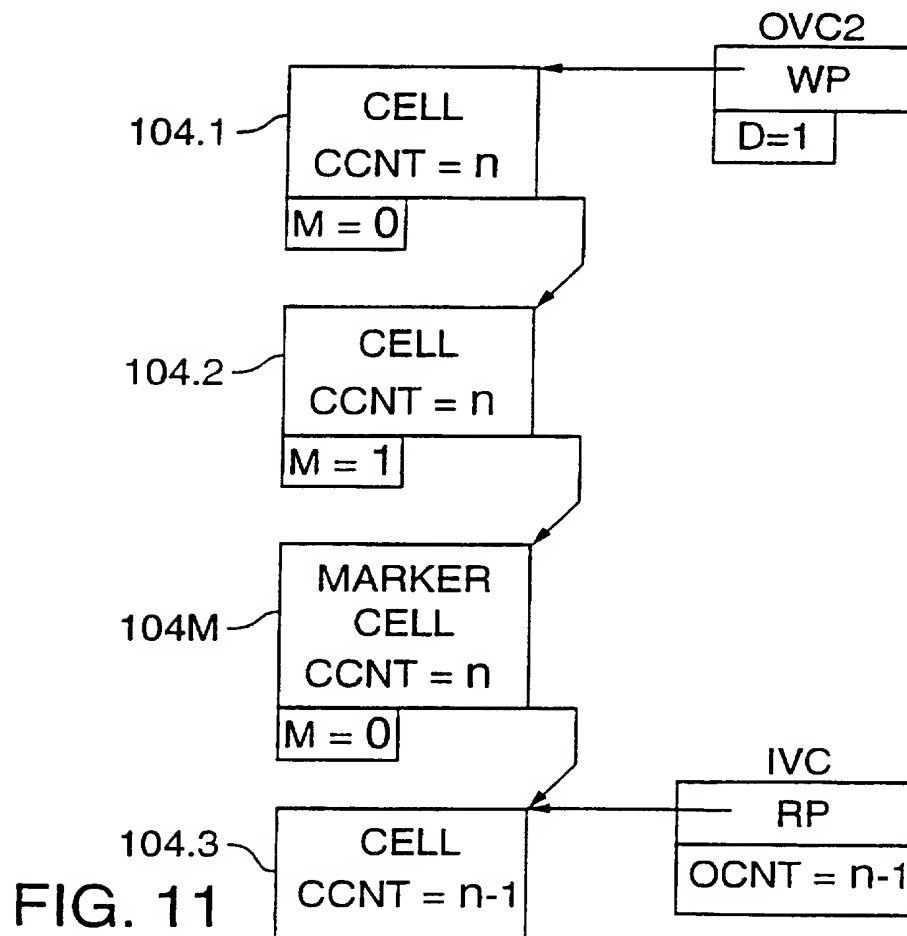 OVC2
WP
D=1
104.1
CELL
CCNT = n
M = 0
104.2
CELL
CCNT = n
M = 1
104M
MARKER
CELL
CCNT = n
M = 0
IVC
RP
OCNT = n-1
104.3
CELL
CCNT = n-1
FIG. 11